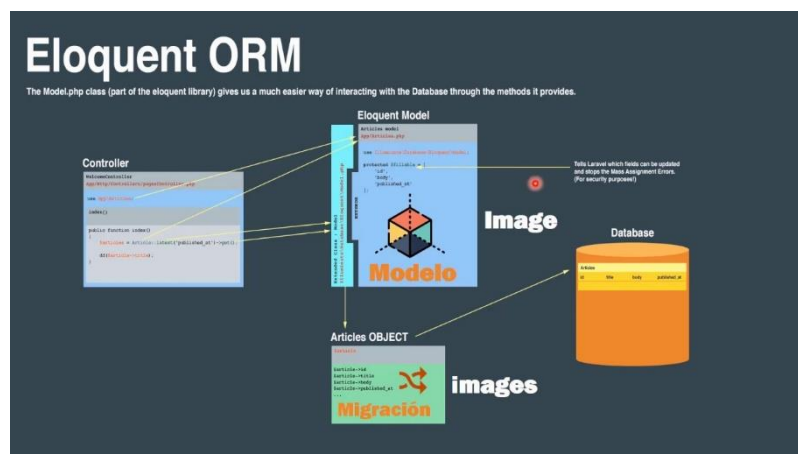 Eloquent ORM
The Model.php class (part of the eloquent library) gives us a much easier way of interacting with the Database through the methods it provides.
Eloquent Model
Articles model
app/Articles.php
protected $fillable = [
'id',
'body',
'published_at'
];
EXTENDS
Tells Laravel which fields can be updated
and stops the Mass Assignment Errors.
(For security purposes!)
Controller
WelcomeController
index()
public function index()
{
}
Image
Modelo
Database
Articles
id title body published_at
Articles OBJECT
$article->id
$article->title
$article->body
$article->published_at
...
images
Migración